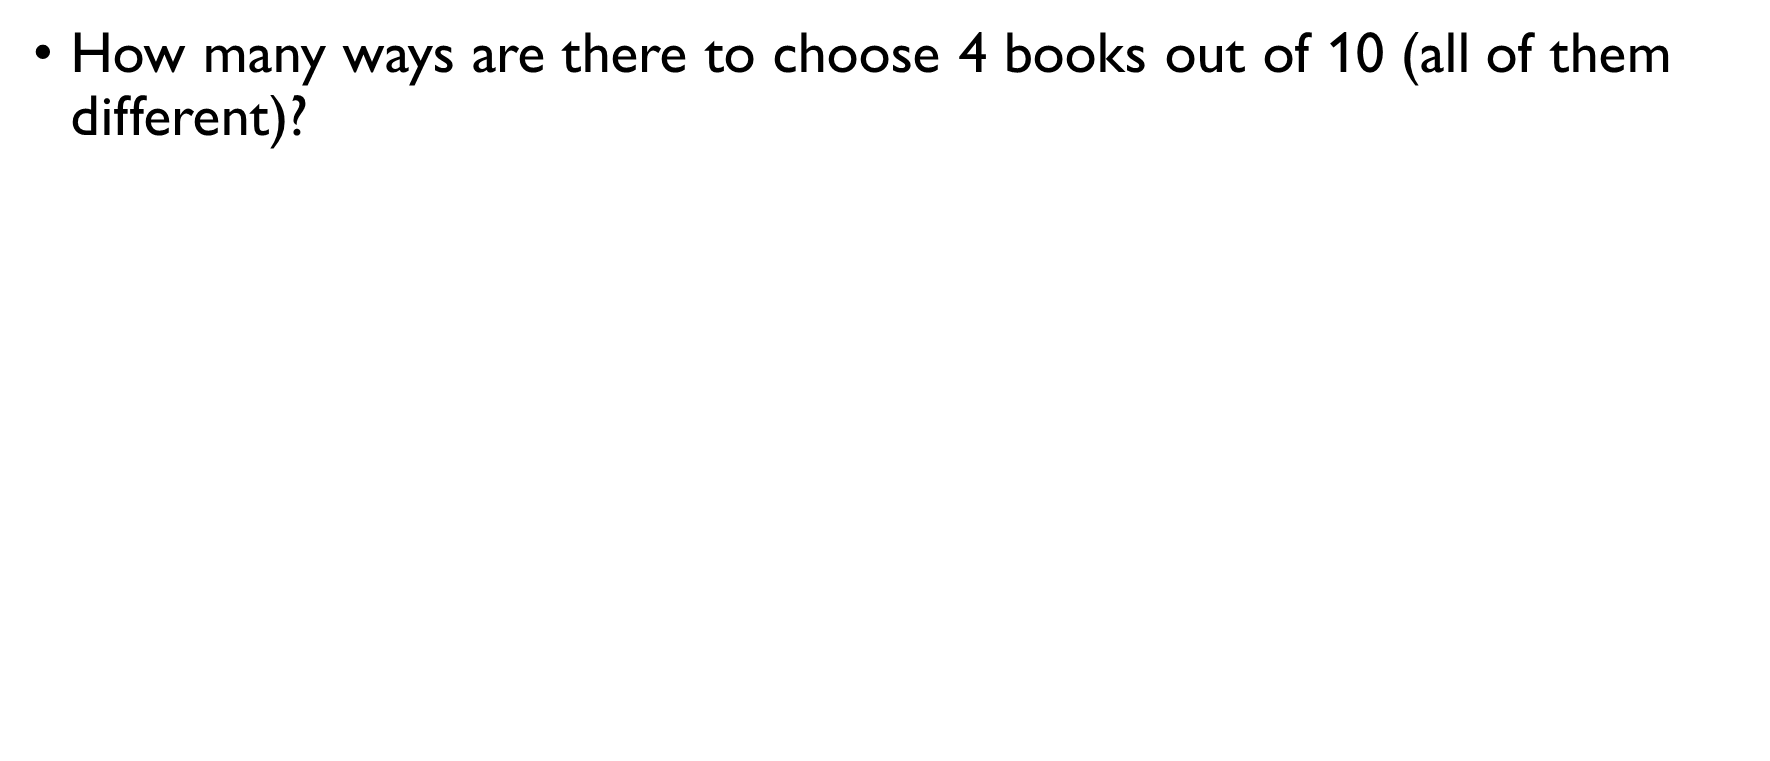 • How many ways are there to choose 4 books out of 10 (all of them
different)?